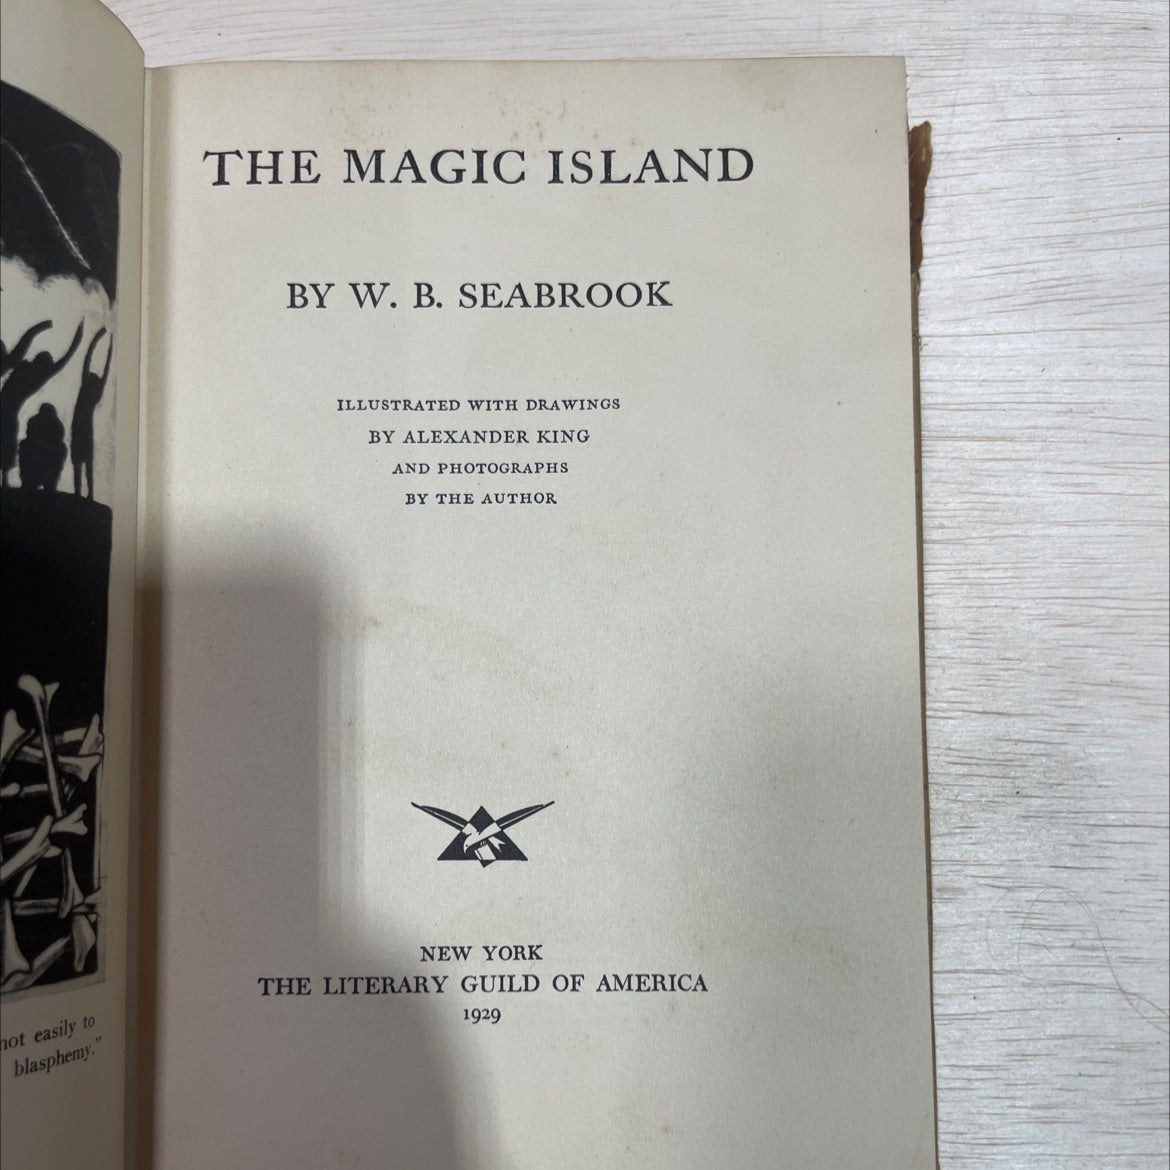 THE MAGIC ISLAND
BY W. B. SEABROOK
ILLUSTRATED WITH DRAWINGS
BY ALEXANDER KING
AND PHOTOGRAPHS
BY THE AUTHOR
NEW YORK
THE LITERARY GUILD OF AMERICA
1929
not easily to
blasphemy."